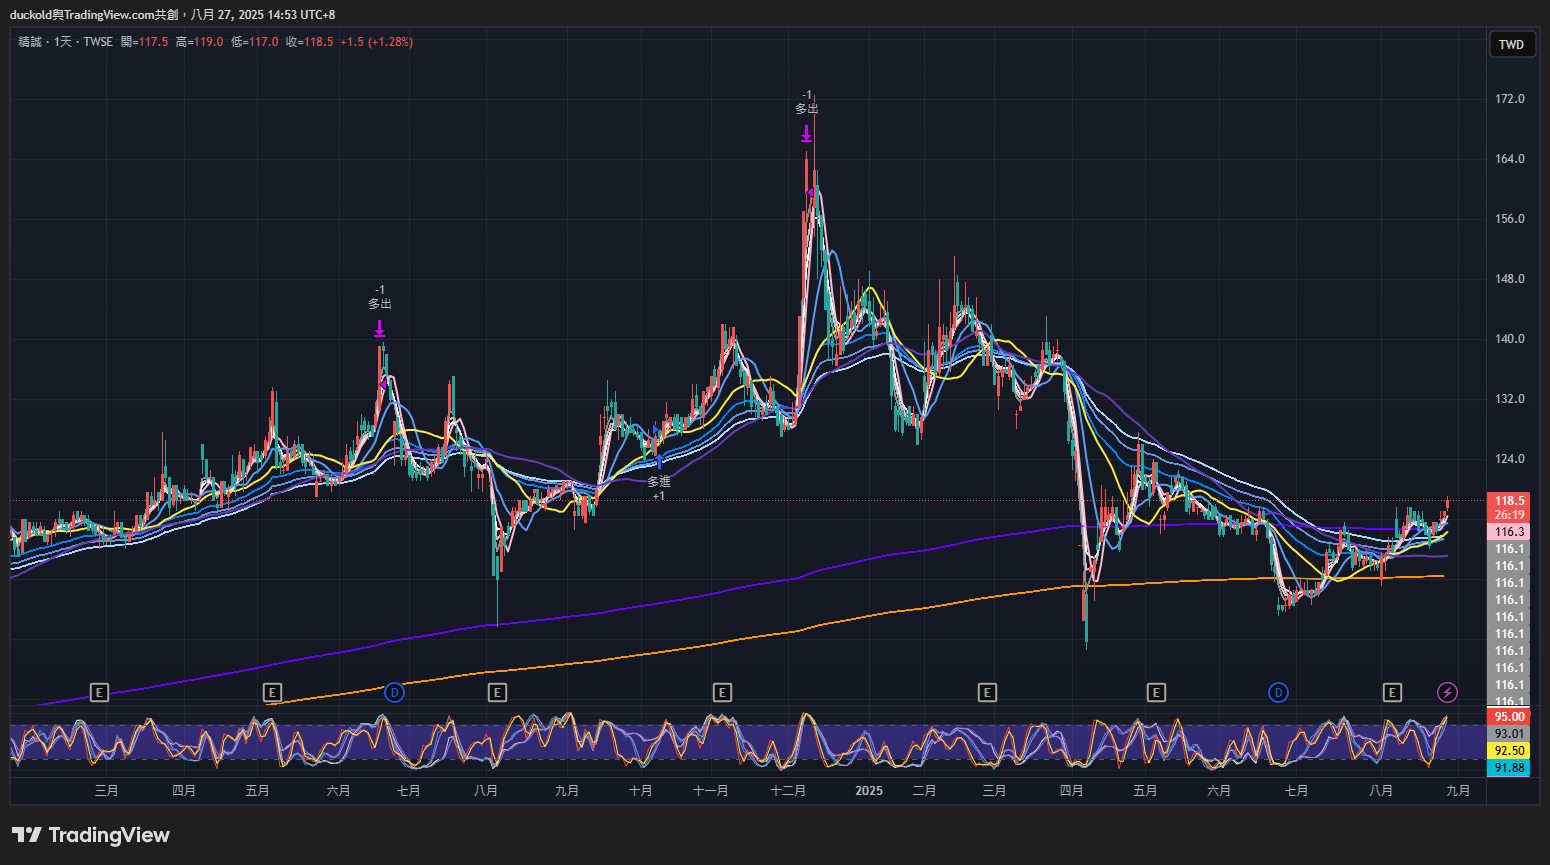 duckold與TradingView.com共創，八月 27, 2025 14:53 UTC+8
精誠 · 1天 · TWSE 開=117.5 高=119.0 低=117.0 收=118.5 +1.5 (+1.28%)
TWD
-1
多出
172.0
164.0
156.0
148.0
-1
多出
140.0
132.0
124.0
多進
+1
118.5
26:19
116.3
116.1
116.1
116.1
116.1
116.1
116.1
116.1
116.1
116.1
116.1
E
E
D
E
E
E
E
D
E
95.00
93.01
92.50
91.88
三月 四月 五月 六月 七月 八月 九月 十月 十一月 十二月 2025 二月 三月 四月 五月 六月 七月 八月 九月
TradingView